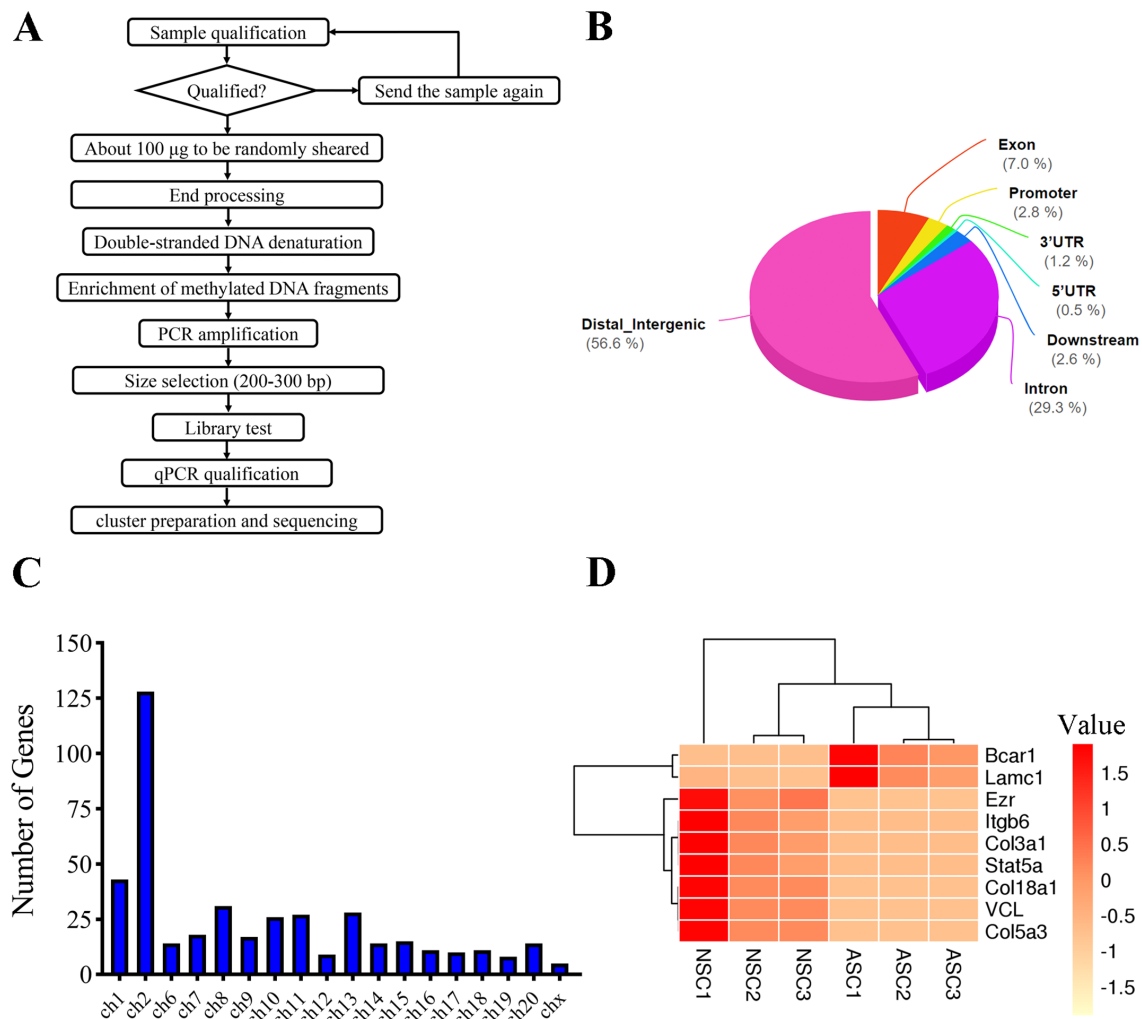 A
Sample qualification
Qualified?
Send the sample again
About 100 μg to be randomly sheared
End processing
Double-stranded DNA denaturation
Enrichment of methylated DNA fragments
PCR amplification
Size selection (200-300 bp)
Library test
qPCR qualification
cluster preparation and sequencing
B
Exon
(7.0 %)
Promoter
(2.8 %)
3’UTR
(1.2 %)
5’UTR
(0.5 %)
Downstream
(2.6 %)
Intron
(29.3 %)
Distal_Intergenic
(56.6 %)
C
Number of Genes
150
125
100
75
50
25
0
ch1
ch2
ch6
ch7
ch8
ch9
ch10
ch11
ch12
ch13
ch14
ch15
ch16
ch17
ch18
ch19
ch20
chx
D
Value
1.5
1
0.5
0
-0.5
-1
-1.5
Bcar1
Lamc1
Ezr
Itgb6
Col3a1
Stat5a
Col18a1
VCL
Col5a3
NSC1
NSC2
NSC3
ASC1
ASC2
ASC3